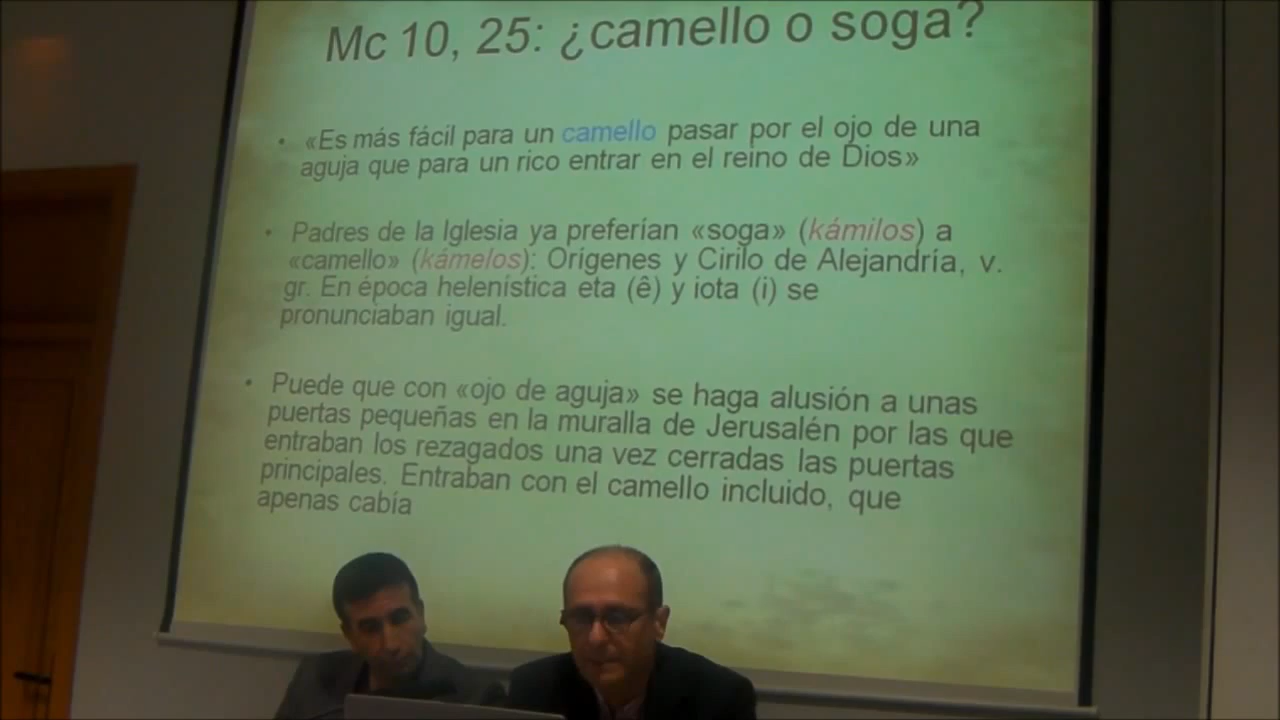 Mc 10, 25: ¿camello o soga?
• «Es más fácil para un camello pasar por el ojo de una
aguja que para un rico entrar en el reino de Dios»
• Padres de la Iglesia ya preferían «soga» (kámilos) a
«camello» (kámelos): Orígenes y Cirilo de Alejandría, v.
gr. En época helenística eta (ê) y iota (i) se
pronunciaban igual.
• Puede que con «ojo de aguja» se haga alusión a unas
puertas pequeñas en la muralla de Jerusalén por las que
entraban los rezagados una vez cerradas las puertas
principales. Entraban con el camello incluido, que
apenas cabía